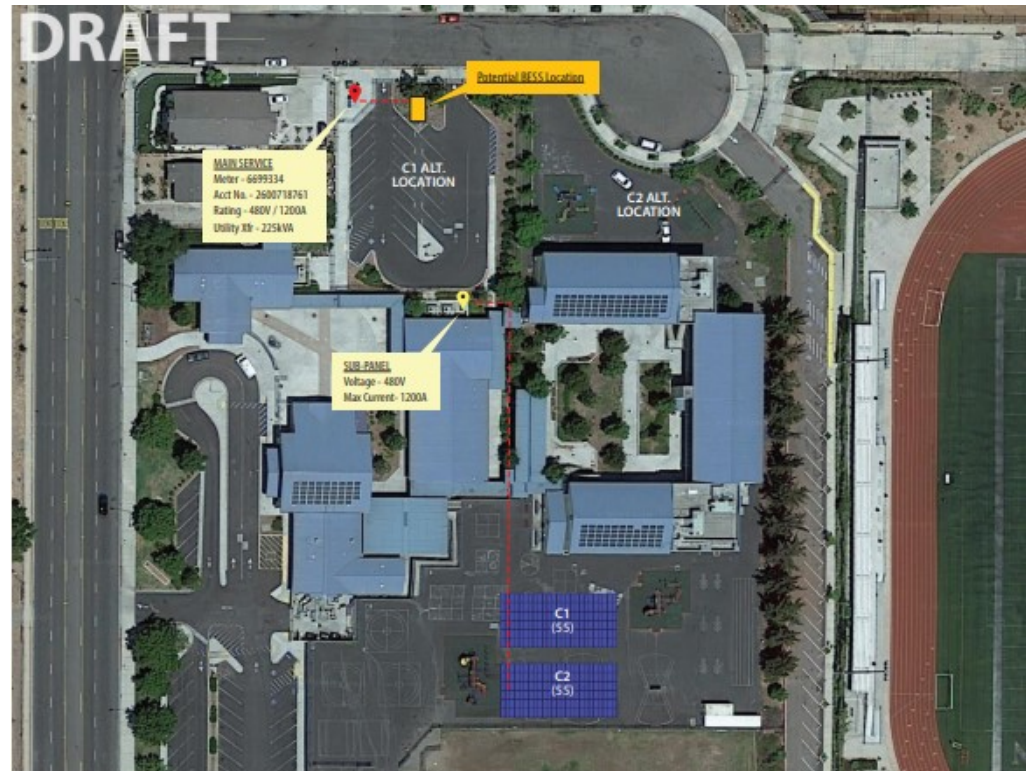 DRAFT
Potential BESS Location
MAIN SERVICE
Meter - 6699334
Acct No. - 2600718761
Rating - 480V / 1200A
Utility Xfr - 225kVA
C1 ALT.
LOCATION
C2 ALT.
LOCATION
SUB-PANEL
Voltage - 480V
Max Current- 1200A
C1
(SS)
C2
(SS)